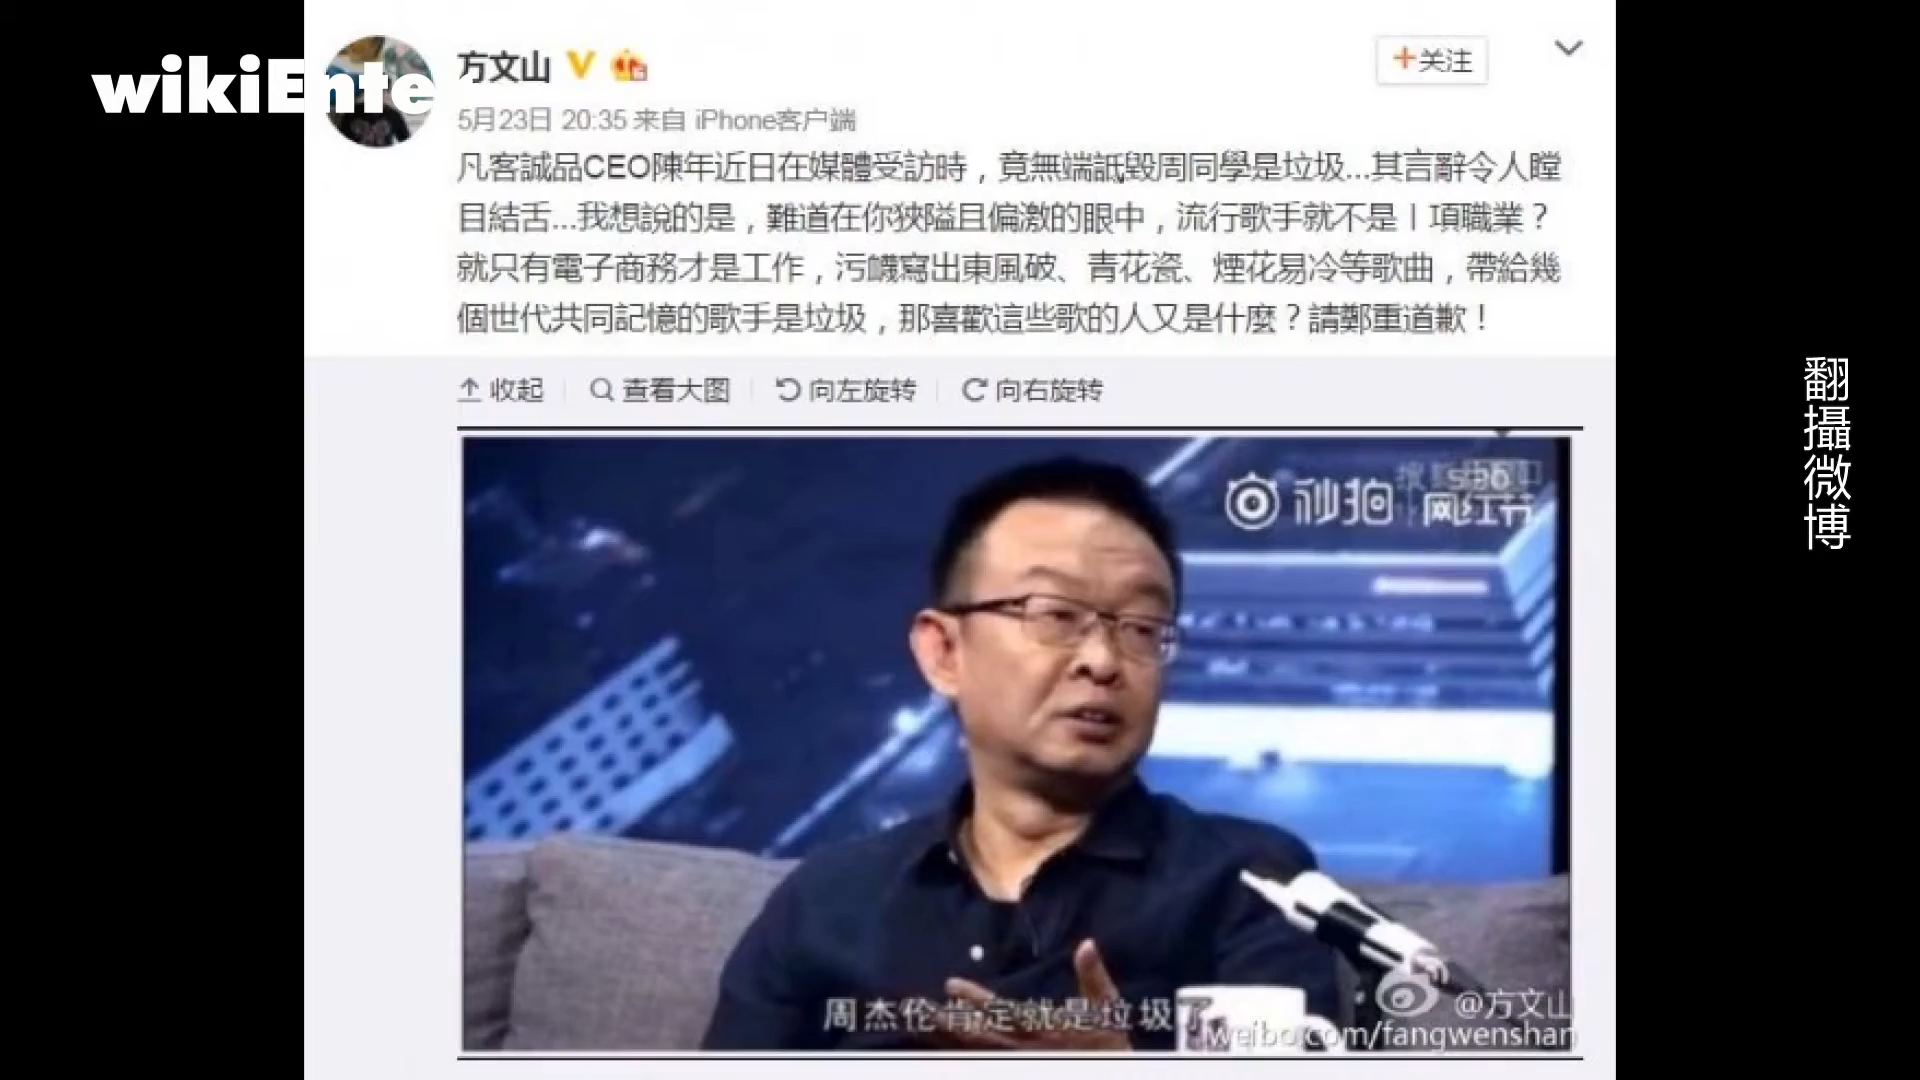 wikiEnte
方文山
+关注
5月23日 20:35 来自 iPhone客户端
凡客誠品CEO陳年近日在媒體受訪時，竟無端詆毀周同學是垃圾...其言辭令人瞠
目結舌...我想說的是，難道在你狹隘且偏激的眼中，流行歌手就不是丨項職業？
就只有電子商務才是工作，污衊寫出東風破、青花瓷、煙花易冷等歌曲，帶給幾
個世代共同記憶的歌手是垃圾，那喜歡這些歌的人又是什麼？請鄭重道歉！
收起 查看大图 向左旋转 向右旋转
秒拍 网红节
周杰伦肯定就是垃圾了
@方文山
weibo.com/fangwenshan
翻攝微博